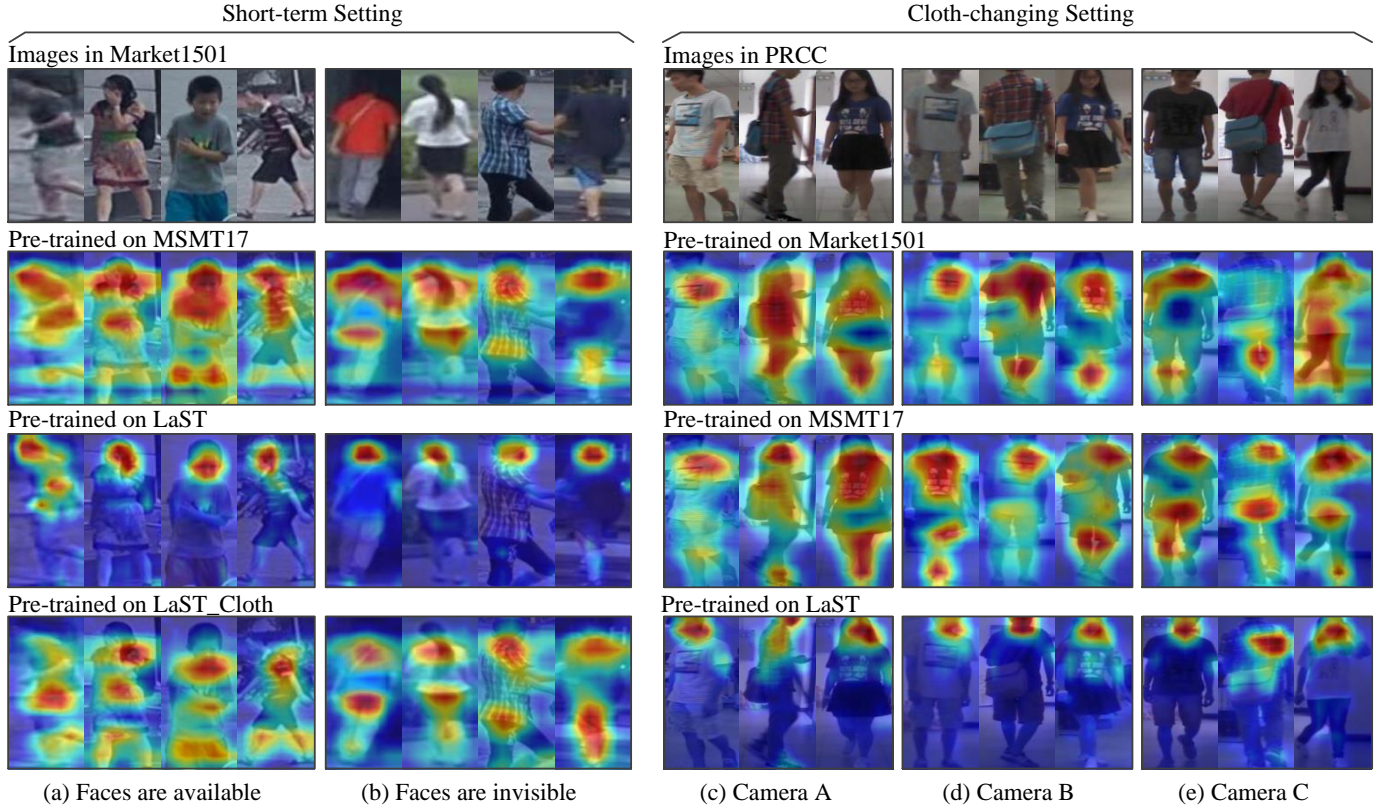 Short-term Setting
Cloth-changing Setting
Images in Market1501
Images in PRCC
Pre-trained on MSMT17
Pre-trained on Market1501
Pre-trained on LaST
Pre-trained on MSMT17
Pre-trained on LaST_Cloth
Pre-trained on LaST
(a) Faces are available
(b) Faces are invisible
(c) Camera A
(d) Camera B
(e) Camera C